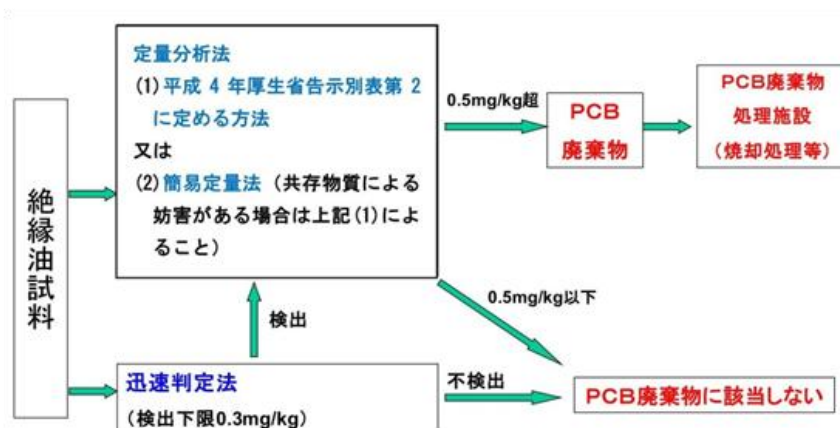 絶縁油試料
定量分析法
(1)平成 4 年厚生省告示別表第 2
に定める方法
又は
(2)簡易定量法（共存物質による
妨害がある場合は上記(1)によ
ること）
検出
迅速判定法
(検出下限0.3mg/kg)
0.5mg/kg超
PCB
廃棄物
PCB廃棄物
処理施設
(焼却処理等)
0.5mg/kg以下
不検出
PCB廃棄物に該当しない